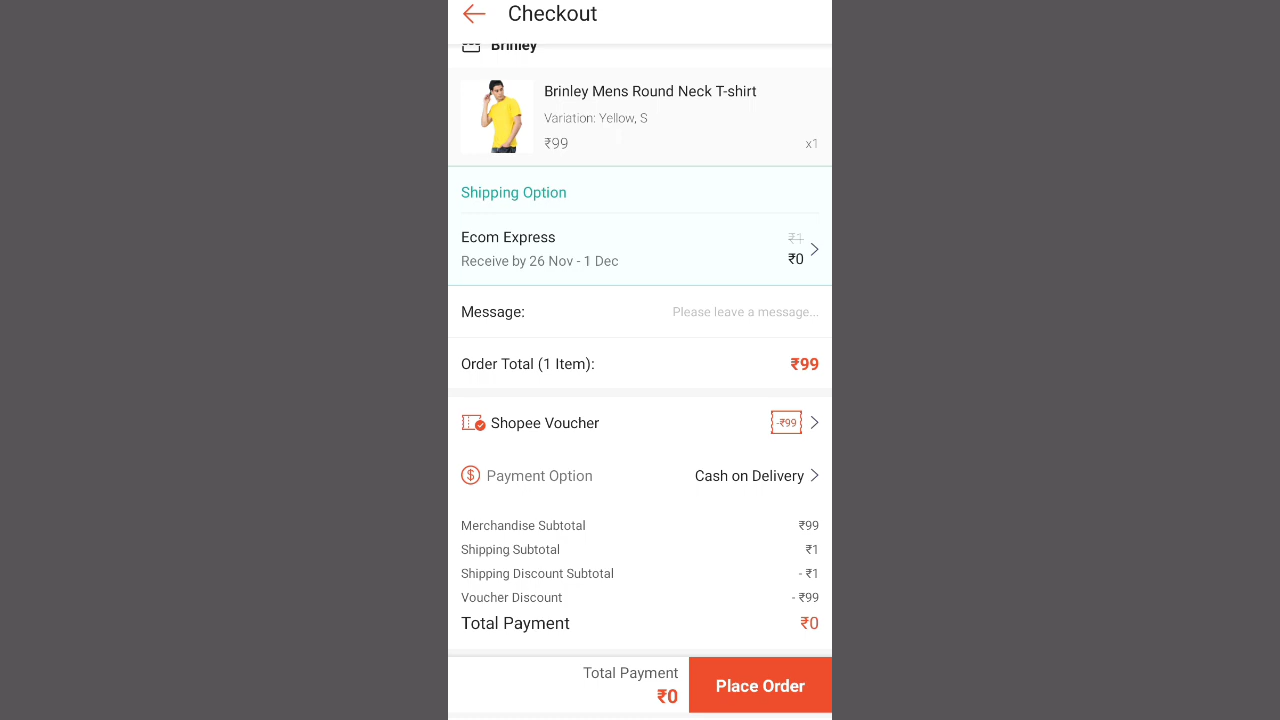 Checkout
Brinley
Brinley Mens Round Neck T-shirt
Variation: Yellow, S
₹99 x1
Shipping Option
Ecom Express ₹1
Receive by 26 Nov - 1 Dec ₹0
Message: Please leave a message...
Order Total (1 Item): ₹99
Shopee Voucher -₹99
Payment Option Cash on Delivery
Merchandise Subtotal ₹99
Shipping Subtotal ₹1
Shipping Discount Subtotal - ₹1
Voucher Discount - ₹99
Total Payment ₹0
Total Payment
₹0
Place Order